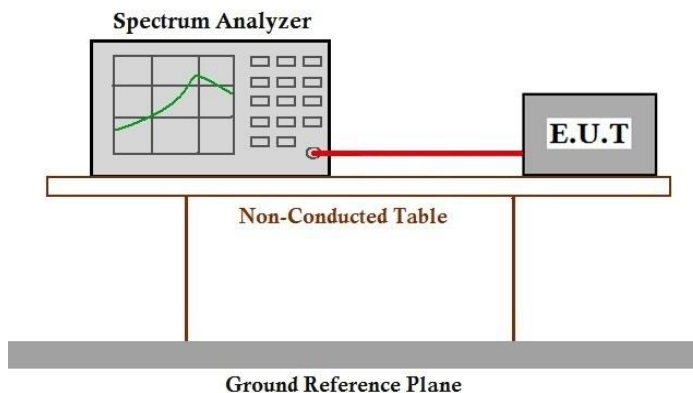 Spectrum Analyzer
E.U.T
Non-Conducted Table
Ground Reference Plane